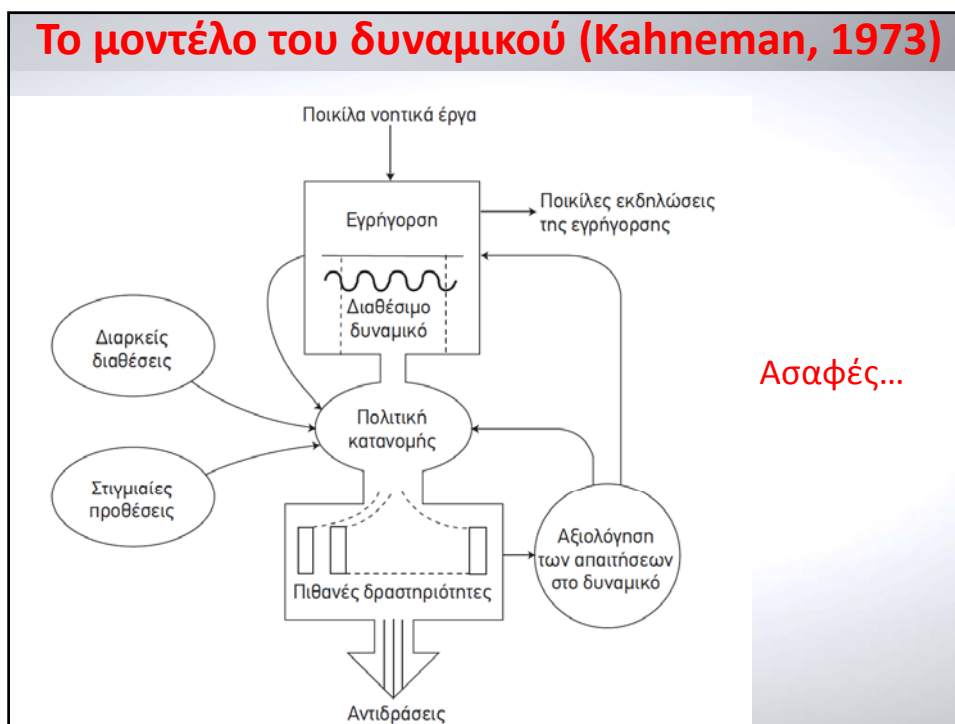 Το μοντέλο του δυναμικού (Kahneman, 1973)
Ποικίλα νοητικά έργα
Εγρήγορση
Ποικίλες εκδηλώσεις
της εγρήγορσης
Διαθέσιμο
δυναμικό
Διαρκείς
διαθέσεις
Ασαφές...
Πολιτική
κατανομής
Στιγμιαίες
προθέσεις
Αξιολόγηση
των απαιτήσεων
στο δυναμικό
Πιθανές δραστηριότητες
Αντιδράσεις